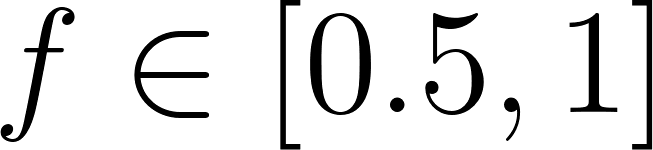 f ∈ [0.5, 1]